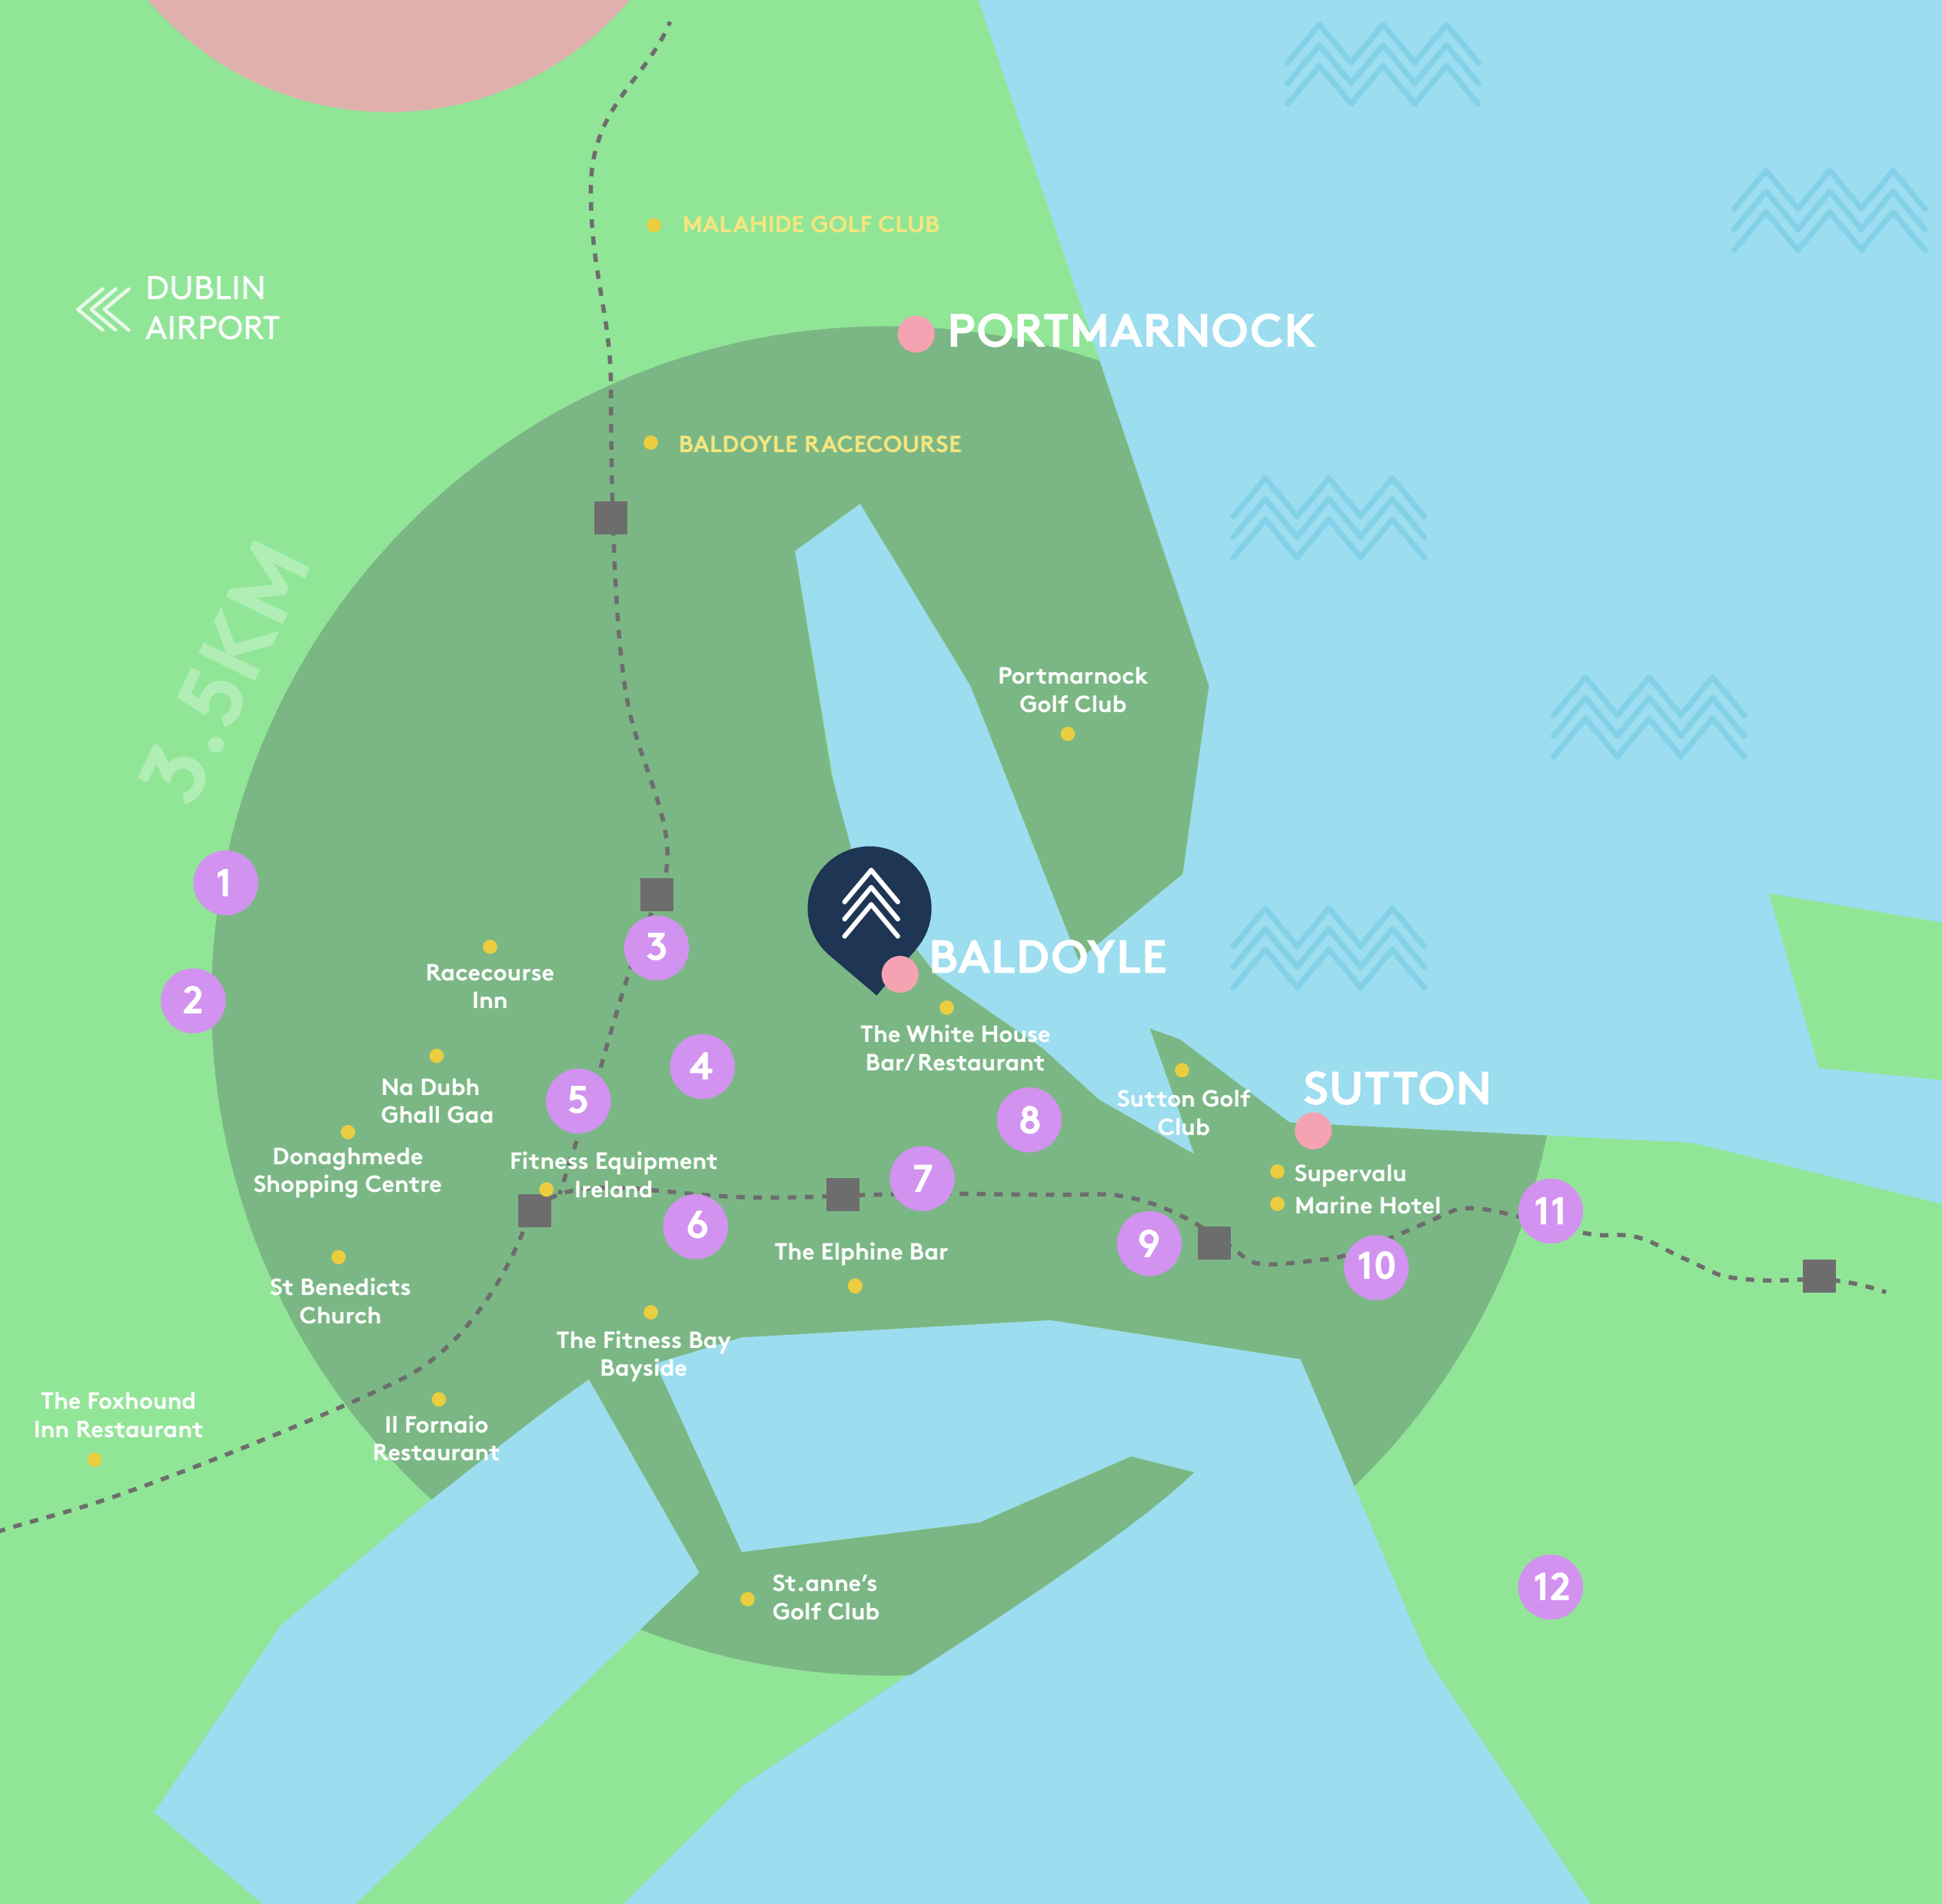 MALAHIDE GOLF CLUB
DUBLIN
AIRPORT
PORTMARNOCK
BALDOYLE RACECOURSE
3.5KM
Portmarnock
Golf Club
1
2
3
Racecourse
Inn
BALDOYLE
The White House
Bar/Restaurant
4
5
Na Dubh
Ghall Gaa
8
Sutton Golf
Club
SUTTON
Donaghmede
Shopping Centre
Fitness Equipment
Ireland
7
Supervalu
Marine Hotel
11
6
9
10
The Elphine Bar
St Benedicts
Church
The Fitness Bay
Bayside
The Foxhound
Inn Restaurant
Il Fornaio
Restaurant
St.anne’s
Golf Club
12